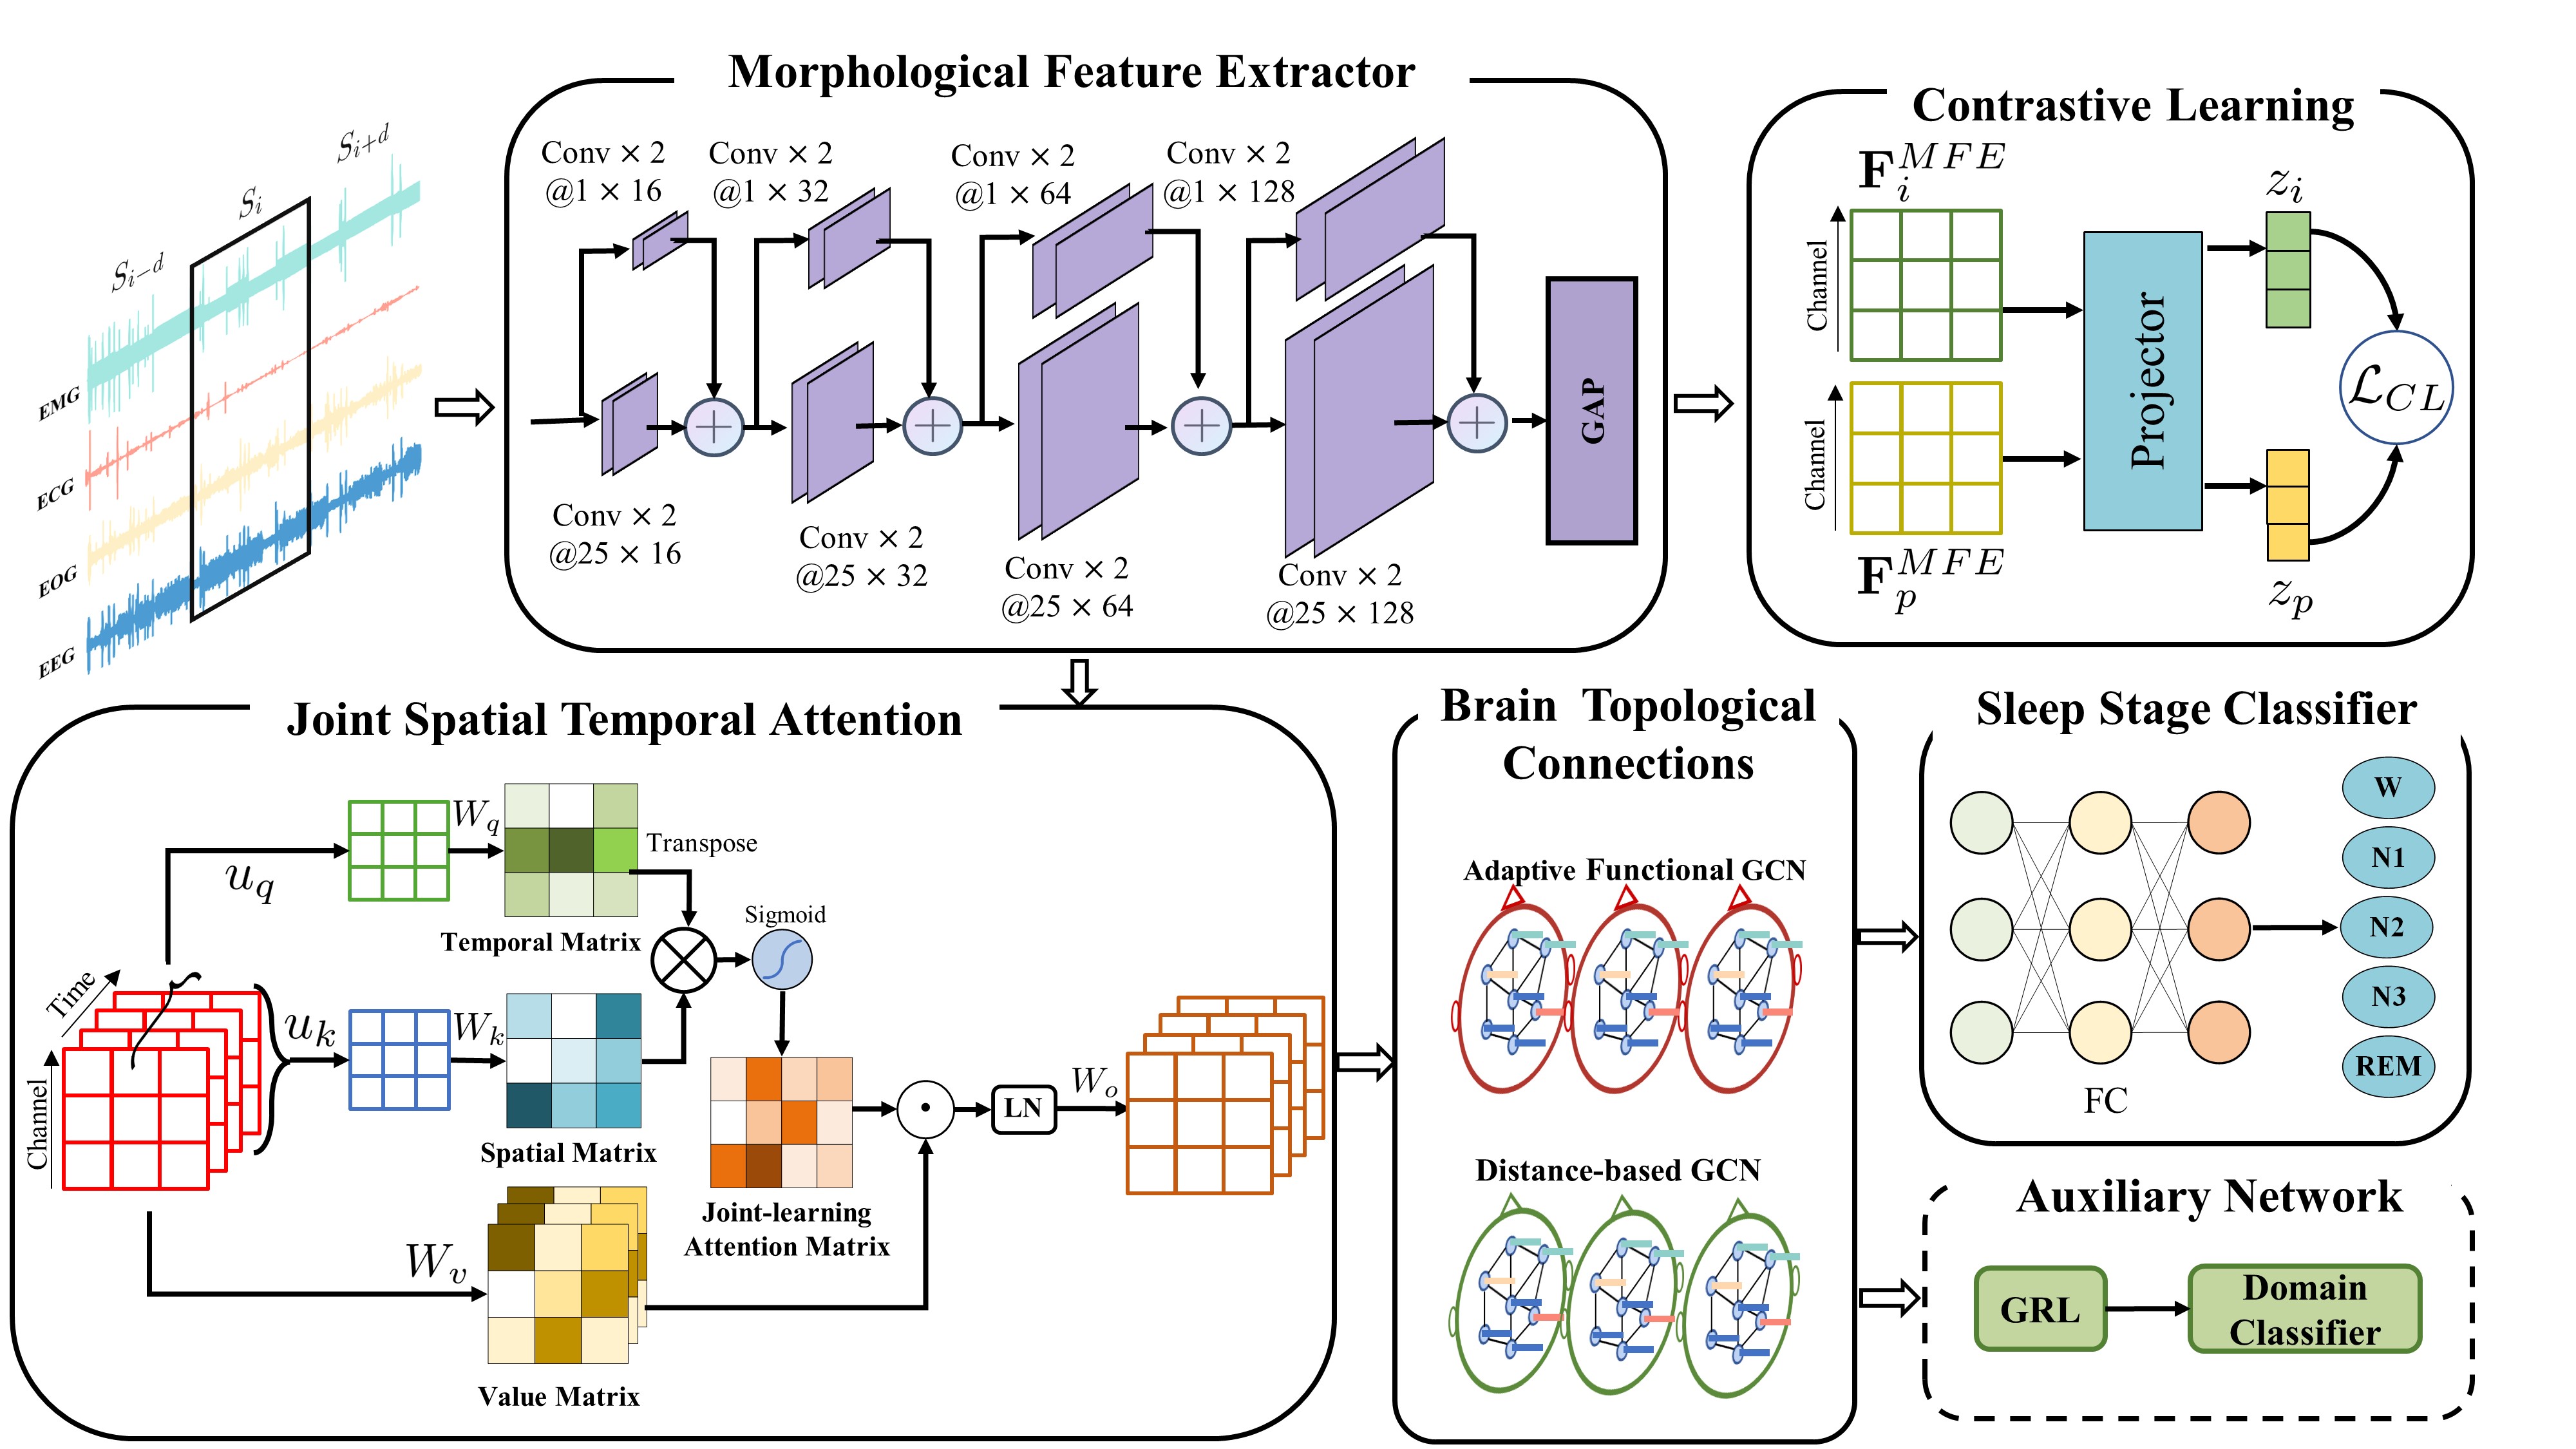 Morphological Feature Extractor
Contrastive Learning
S_{i-d}
S_i
S_{i+d}
EMG
ECG
EOG
EEG
Conv × 2
@1 × 16
Conv × 2
@1 × 32
Conv × 2
@1 × 64
Conv × 2
@1 × 128
Conv × 2
@25 × 16
Conv × 2
@25 × 32
Conv × 2
@25 × 64
Conv × 2
@25 × 128
GAP
F_i^{MFE}
Channel
Channel
F_p^{MFE}
Projector
z_i
z_p
\mathcal{L}_{CL}
Joint Spatial Temporal Attention
Time
Channel
u_q
W_q
Transpose
Temporal Matrix
Sigmoid
u_k
W_k
Spatial Matrix
Joint-learning
Attention Matrix
W_v
Value Matrix
LN
W_o
Brain Topological
Connections
Adaptive Functional GCN
Distance-based GCN
Sleep Stage Classifier
FC
W
N1
N2
N3
REM
Auxiliary Network
GRL
Domain
Classifier